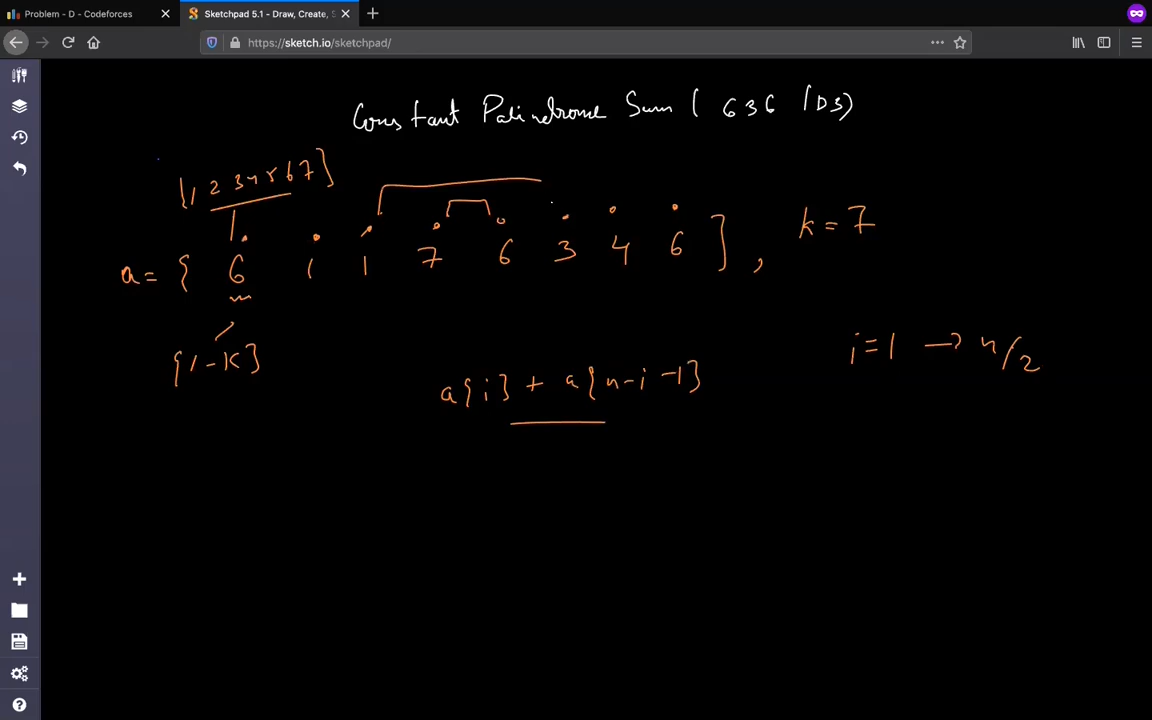 Problem - D - Codeforces
Sketchpad 5.1 - Draw, Create, S
https://sketch.io/sketchpad/
Constant Palindrome Sum ( 636 / D3)
{1 2 3 4 5 6 7}
a = { 6 1 1 7 6 3 4 6 } , k = 7
{1 - K}
i = 1 → n/2
a{i} + a{n-i-1}